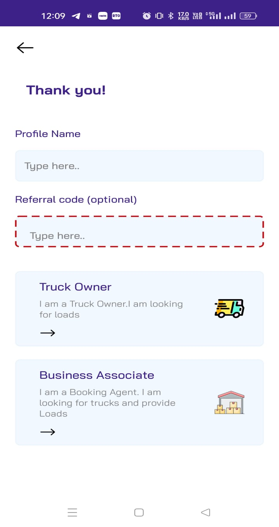 12:09
59
Thank you!
Profile Name
Type here..
Referral code (optional)
Type here..
Truck Owner
I am a Truck Owner.I am looking
for loads
Business Associate
I am a Booking Agent. I am
looking for trucks and provide
Loads